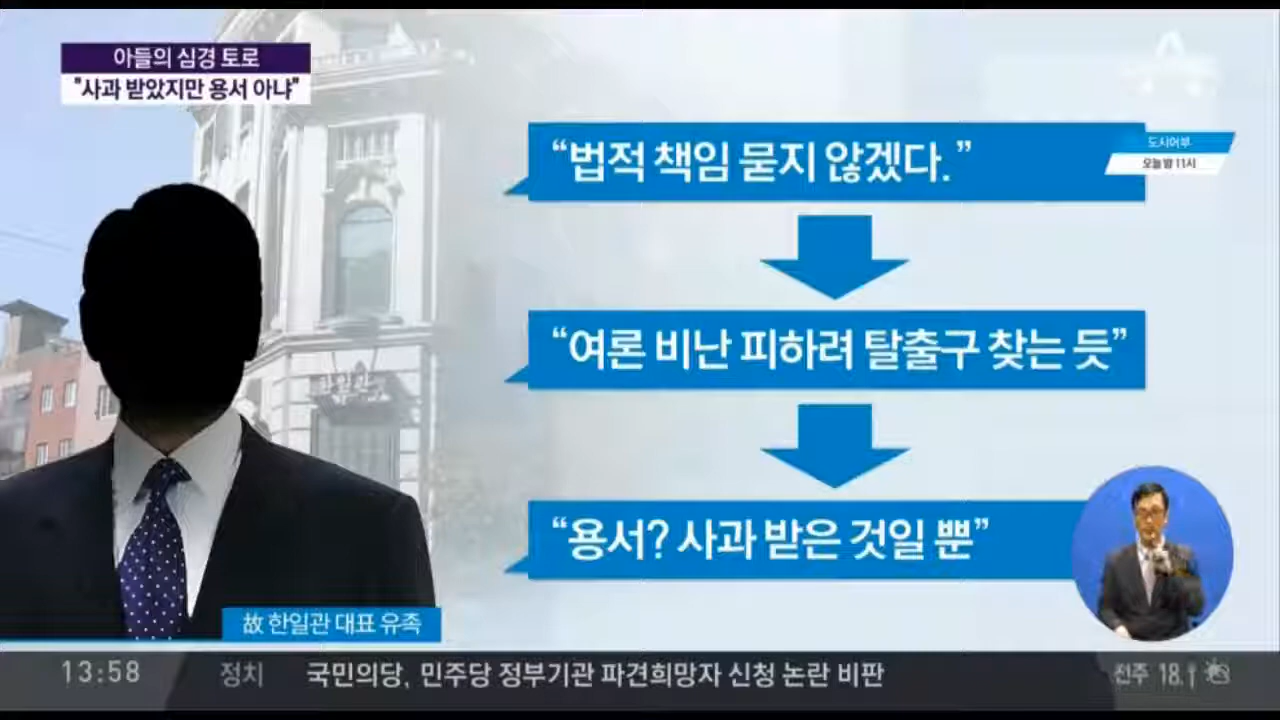 아들의 심경 토로
"사과 받았지만 용서 아냐"
“법적 책임 묻지 않겠다.”
도시어부
오늘 밤 11시
“여론 비난 피하려 탈출구 찾는 듯”
한일관
“용서? 사과 받은 것일 뿐”
故 한일관 대표 유족
13:58
정치
국민의당, 민주당 정부기관 파견희망자 신청 논란 비판
전주 18.1